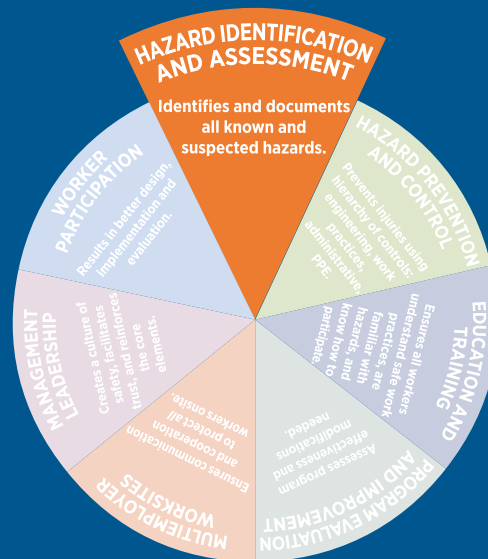 HAZARD IDENTIFICATION
AND ASSESSMENT
Identifies and documents
all known and
suspected hazards.
HAZARD PREVENTION
AND CONTROL
Prevents injuries using
hierarchy of controls:
engineering, work
practices,
administrative,
PPE.
EDUCATION AND
TRAINING
Ensures all workers
understand safe work
practices, are
familiar with
hazards, and
know how to
participate.
PROGRAM EVALUATION
AND IMPROVEMENT
Assesses program
effectiveness and
modifications
needed.
MULTIEMPLOYER
WORKSITES
Ensures communication
and cooperation
to protect all
workers onsite.
MANAGEMENT
LEADERSHIP
Creates a culture of
safety, facilitates
trust, and reinforces
the core
elements.
WORKER
PARTICIPATION
Results in better design,
implementation and
evaluation.